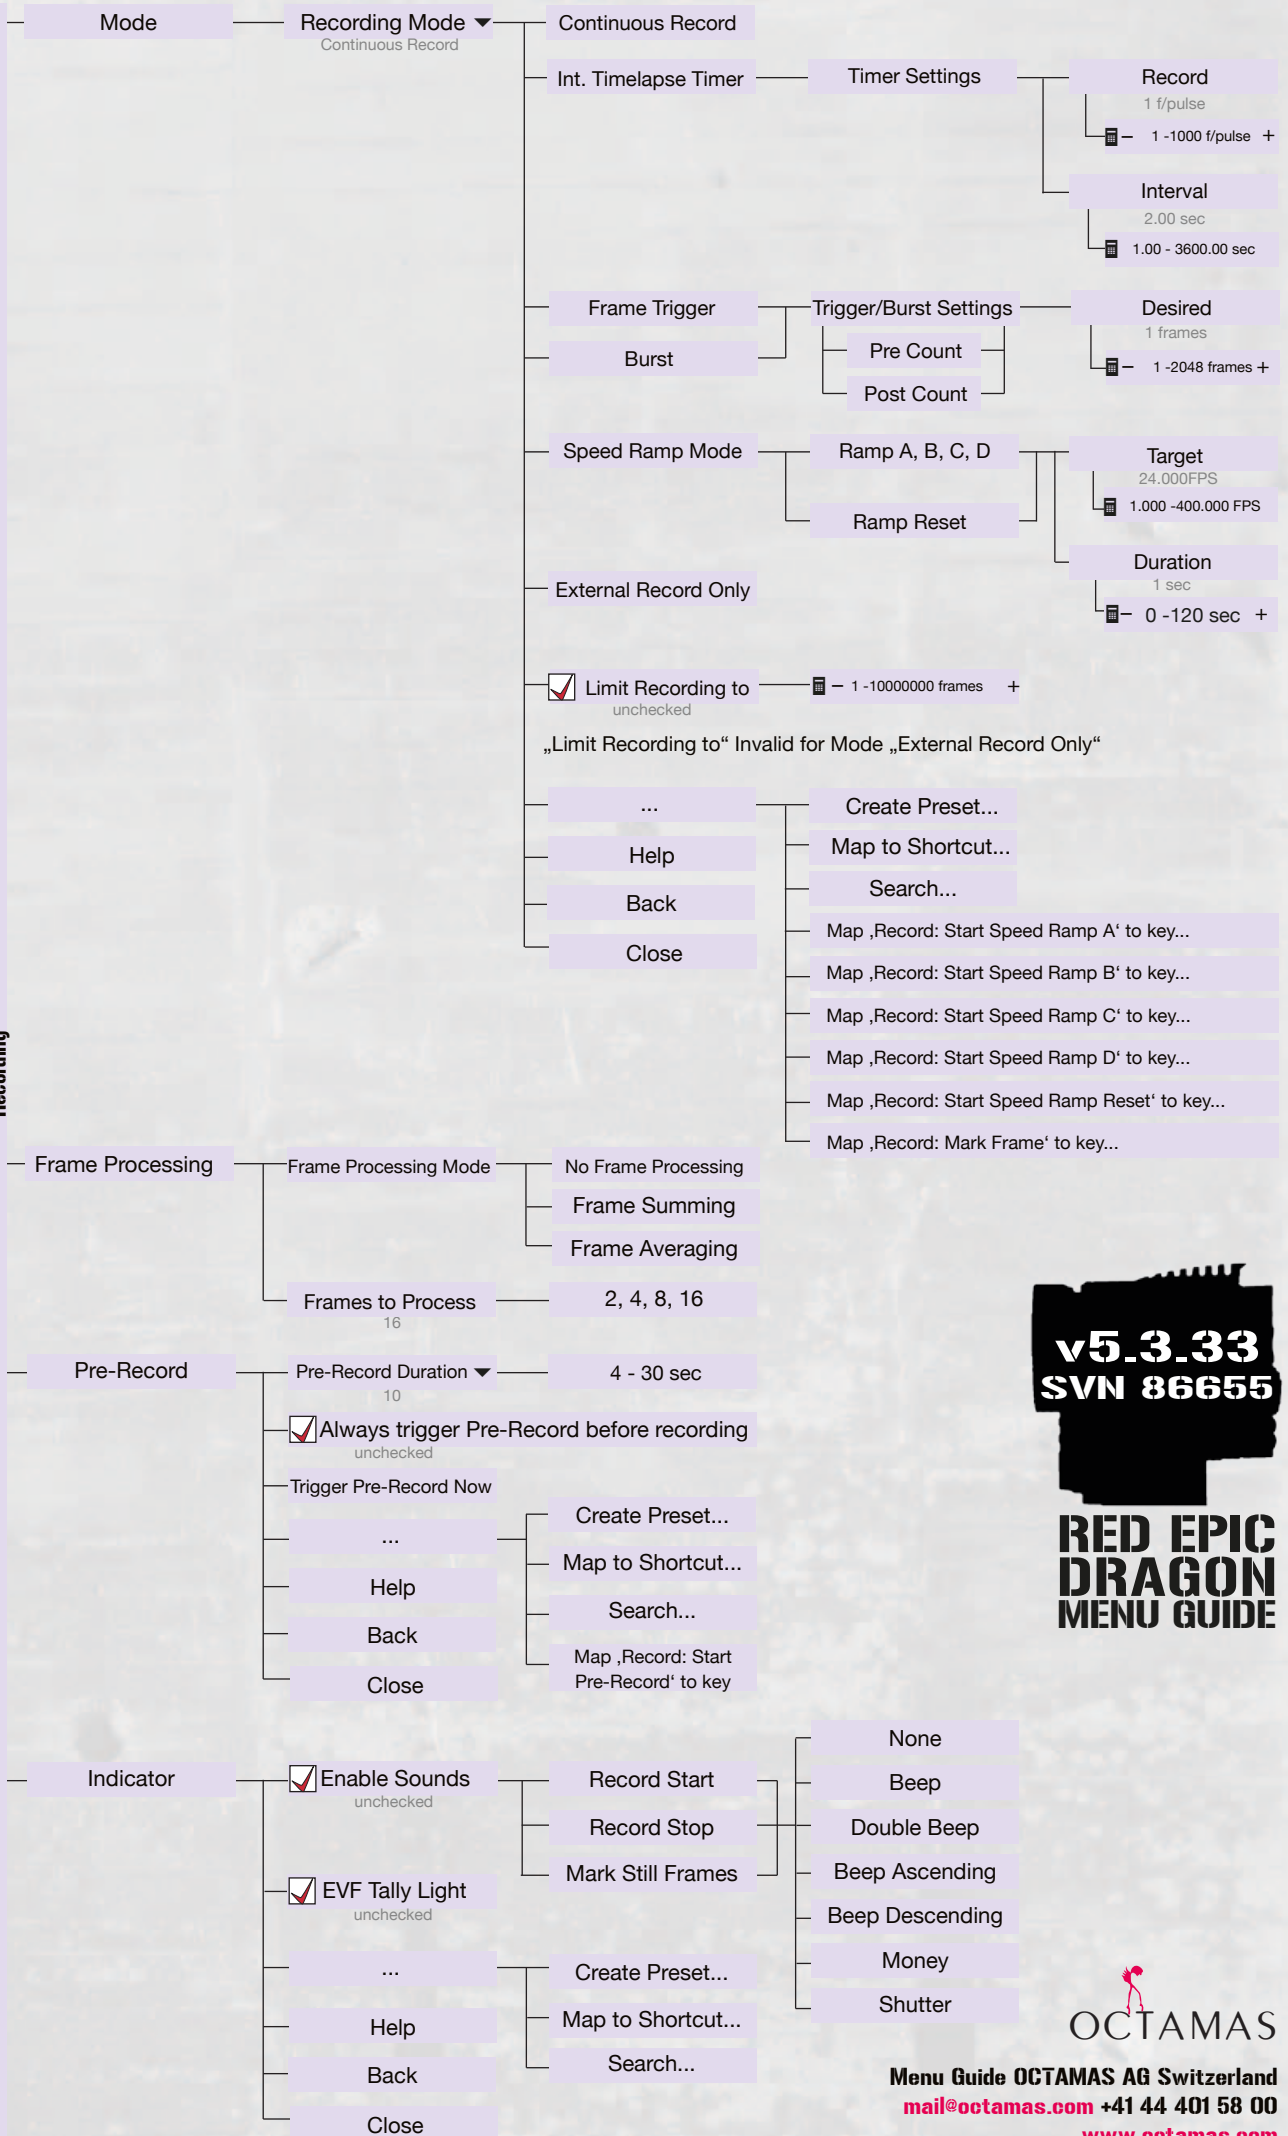 Mode
Recording Mode
Continuous Record
Continuous Record
Int. Timelapse Timer
Timer Settings
Record
1 f/pulse
− 1 -1000 f/pulse +
Interval
2.00 sec
1.00 - 3600.00 sec
Frame Trigger
Burst
Trigger/Burst Settings
Pre Count
Post Count
Desired
1 frames
− 1 -2048 frames +
Speed Ramp Mode
Ramp A, B, C, D
Ramp Reset
Target
24.000FPS
1.000 -400.000 FPS
Duration
1 sec
− 0 -120 sec +
External Record Only
Limit Recording to
unchecked
− 1 -10000000 frames +
„Limit Recording to“ Invalid for Mode „External Record Only“
...
Help
Back
Close
Create Preset...
Map to Shortcut...
Search...
Map ‚Record: Start Speed Ramp A‘ to key...
Map ‚Record: Start Speed Ramp B‘ to key...
Map ‚Record: Start Speed Ramp C‘ to key...
Map ‚Record: Start Speed Ramp D‘ to key...
Map ‚Record: Start Speed Ramp Reset‘ to key...
Map ‚Record: Mark Frame‘ to key...
Recording
Frame Processing
Frame Processing Mode
No Frame Processing
Frame Summing
Frame Averaging
Frames to Process
16
2, 4, 8, 16
Pre-Record
Pre-Record Duration
10
4 - 30 sec
Always trigger Pre-Record before recording
unchecked
Trigger Pre-Record Now
...
Help
Back
Close
Create Preset...
Map to Shortcut...
Search...
Map ‚Record: Start
Pre-Record‘ to key
v5.3.33
SVN 86655
RED EPIC
DRAGON
MENU GUIDE
Indicator
Enable Sounds
unchecked
Record Start
Record Stop
Mark Still Frames
None
Beep
Double Beep
Beep Ascending
Beep Descending
Money
Shutter
EVF Tally Light
unchecked
...
Help
Back
Close
Create Preset...
Map to Shortcut...
Search...
OCTAMAS
Menu Guide OCTAMAS AG Switzerland
mail@octamas.com +41 44 401 58 00
www.octamas.com